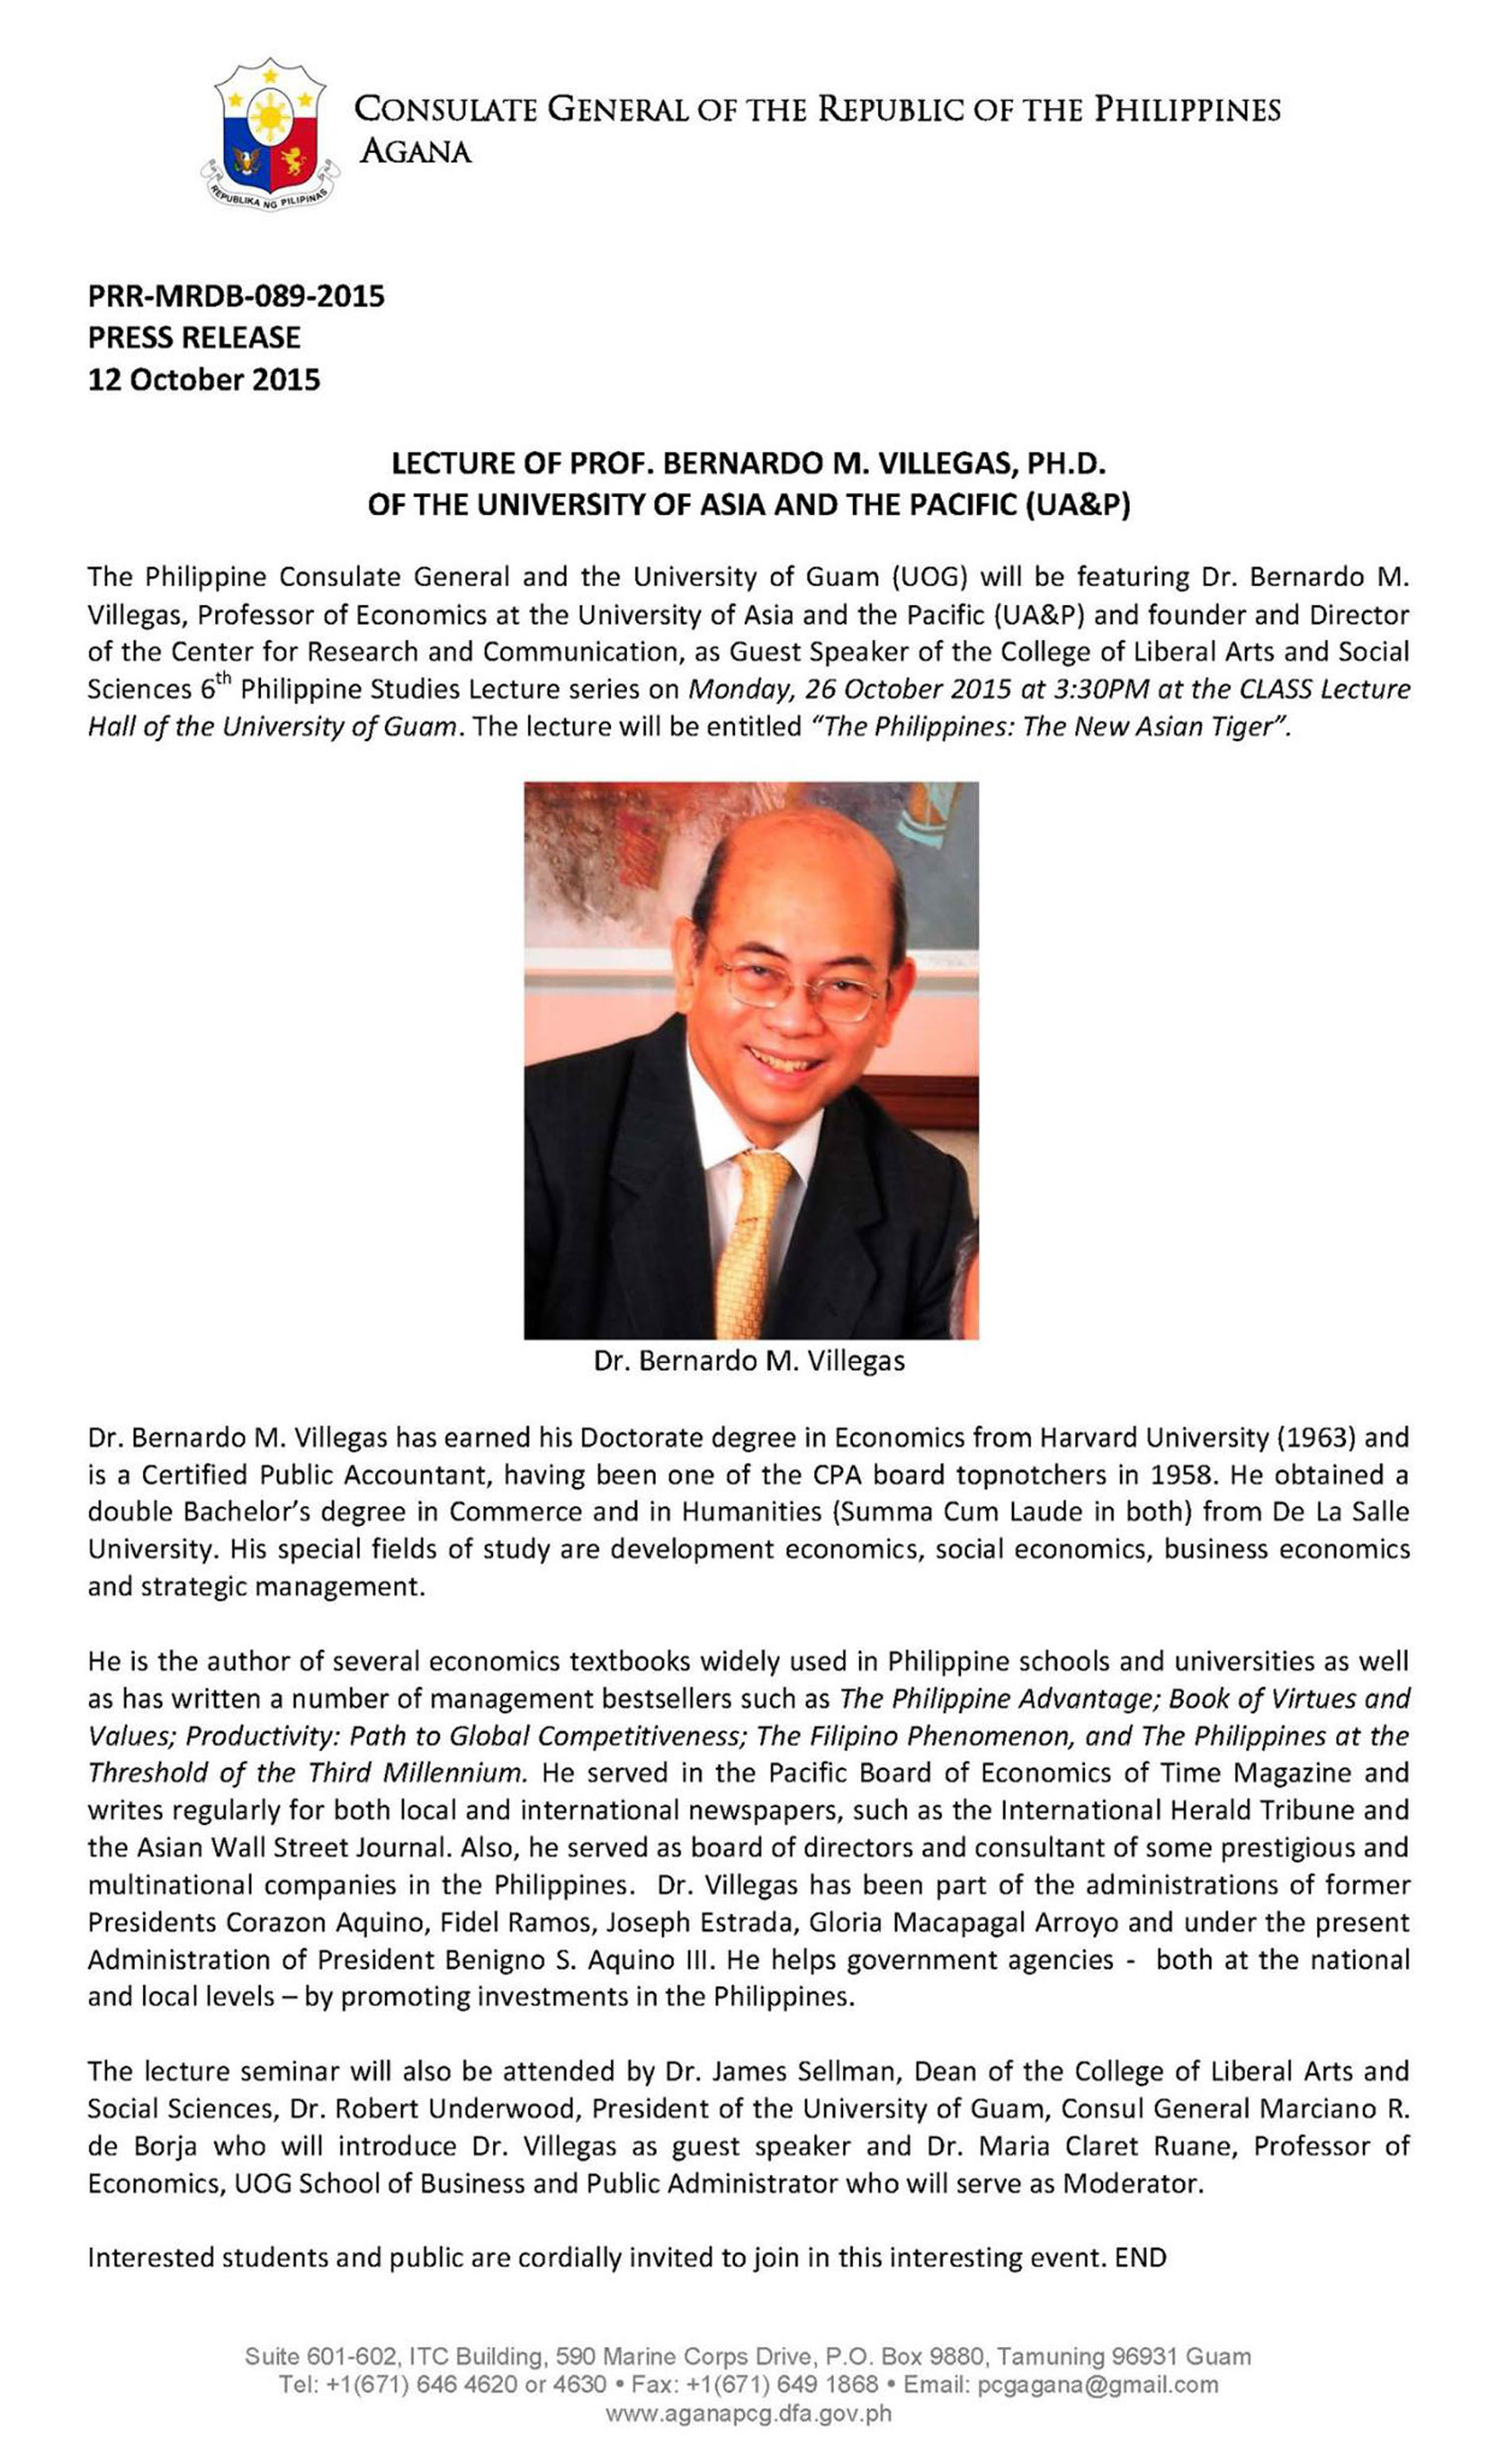 REPUBLIKA NG PILIPINAS
CONSULATE GENERAL OF THE REPUBLIC OF THE PHILIPPINES
AGANA
PRR-MRDB-089-2015
PRESS RELEASE
12 October 2015
LECTURE OF PROF. BERNARDO M. VILLEGAS, PH.D.
OF THE UNIVERSITY OF ASIA AND THE PACIFIC (UA&P)
The Philippine Consulate General and the University of Guam (UOG) will be featuring Dr. Bernardo M.
Villegas, Professor of Economics at the University of Asia and the Pacific (UA&P) and founder and Director
of the Center for Research and Communication, as Guest Speaker of the College of Liberal Arts and Social
Sciences 6th Philippine Studies Lecture series on Monday, 26 October 2015 at 3:30PM at the CLASS Lecture
Hall of the University of Guam. The lecture will be entitled “The Philippines: The New Asian Tiger”.
Dr. Bernardo M. Villegas
Dr. Bernardo M. Villegas has earned his Doctorate degree in Economics from Harvard University (1963) and
is a Certified Public Accountant, having been one of the CPA board topnotchers in 1958. He obtained a
double Bachelor’s degree in Commerce and in Humanities (Summa Cum Laude in both) from De La Salle
University. His special fields of study are development economics, social economics, business economics
and strategic management.
He is the author of several economics textbooks widely used in Philippine schools and universities as well
as has written a number of management bestsellers such as The Philippine Advantage; Book of Virtues and
Values; Productivity: Path to Global Competitiveness; The Filipino Phenomenon, and The Philippines at the
Threshold of the Third Millennium. He served in the Pacific Board of Economics of Time Magazine and
writes regularly for both local and international newspapers, such as the International Herald Tribune and
the Asian Wall Street Journal. Also, he served as board of directors and consultant of some prestigious and
multinational companies in the Philippines. Dr. Villegas has been part of the administrations of former
Presidents Corazon Aquino, Fidel Ramos, Joseph Estrada, Gloria Macapagal Arroyo and under the present
Administration of President Benigno S. Aquino III. He helps government agencies - both at the national
and local levels – by promoting investments in the Philippines.
The lecture seminar will also be attended by Dr. James Sellman, Dean of the College of Liberal Arts and
Social Sciences, Dr. Robert Underwood, President of the University of Guam, Consul General Marciano R.
de Borja who will introduce Dr. Villegas as guest speaker and Dr. Maria Claret Ruane, Professor of
Economics, UOG School of Business and Public Administrator who will serve as Moderator.
Interested students and public are cordially invited to join in this interesting event. END
Suite 601-602, ITC Building, 590 Marine Corps Drive, P.O. Box 9880, Tamuning 96931 Guam
Tel: +1(671) 646 4620 or 4630 • Fax: +1(671) 649 1868 • Email: pcgagana@gmail.com
www.aganapcg.dfa.gov.ph